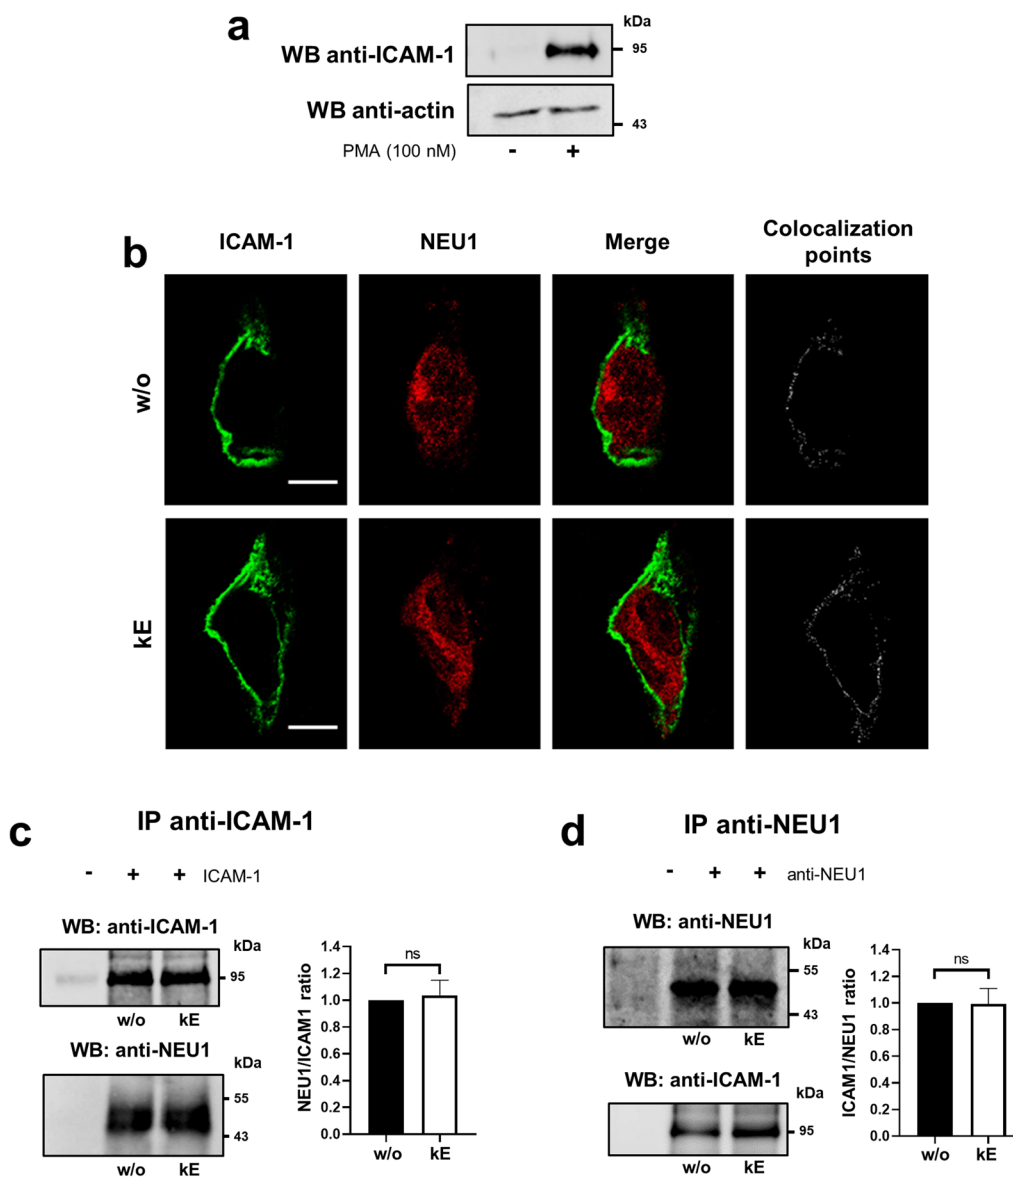 a
kDa
WB anti-ICAM-1
95
WB anti-actin
43
PMA (100 nM) - +
b
ICAM-1 NEU1 Merge Colocalization
points
w/o
kE
c
IP anti-ICAM-1
- + + ICAM-1
WB: anti-ICAM-1
kDa
95
w/o kE
WB: anti-NEU1
kDa
55
43
w/o kE
NEU1/ICAM1 ratio
1.4
1.2
1.0
0.8
0.6
0.4
0.2
0.0
ns
w/o kE
d
IP anti-NEU1
- + + anti-NEU1
WB: anti-NEU1
kDa
55
43
w/o kE
WB: anti-ICAM-1
kDa
95
w/o kE
ICAM1/NEU1 ratio
1.4
1.2
1.0
0.8
0.6
0.4
0.2
0.0
ns
w/o kE